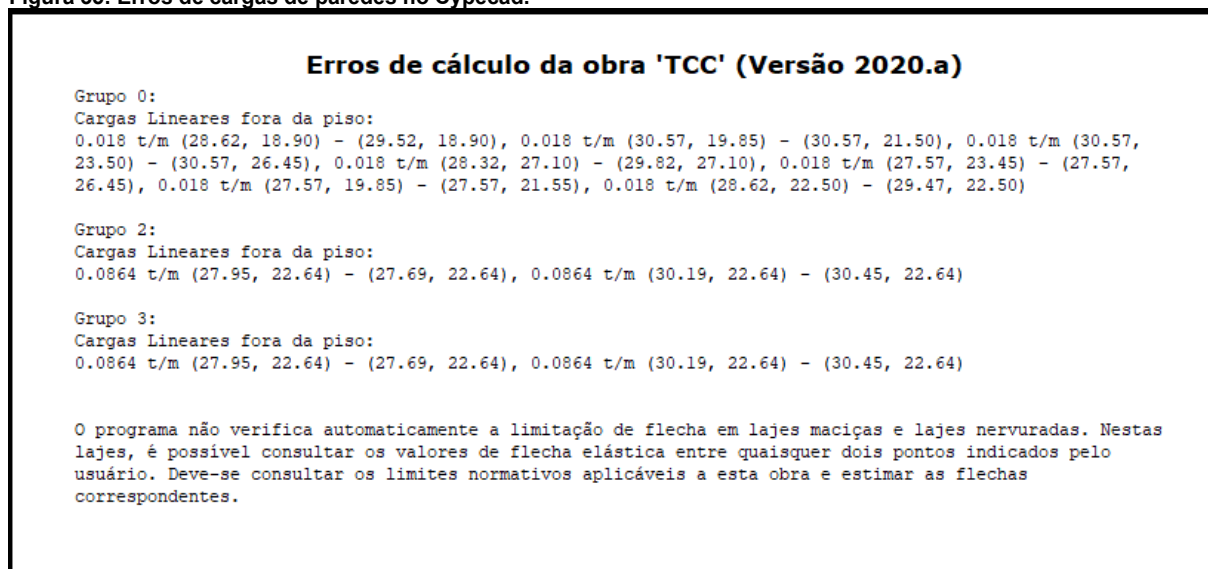 Figura 35: Erros de cargas de paredes no Cypecad.
Erros de cálculo da obra 'TCC' (Versão 2020.a)
Grupo 0:
Cargas Lineares fora da piso:
0.018 t/m (28.62, 18.90) - (29.52, 18.90), 0.018 t/m (30.57, 19.85) - (30.57, 21.50), 0.018 t/m (30.57,
23.50) - (30.57, 26.45), 0.018 t/m (28.32, 27.10) - (29.82, 27.10), 0.018 t/m (27.57, 23.45) - (27.57,
26.45), 0.018 t/m (27.57, 19.85) - (27.57, 21.55), 0.018 t/m (28.62, 22.50) - (29.47, 22.50)
Grupo 2:
Cargas Lineares fora da piso:
0.0864 t/m (27.95, 22.64) - (27.69, 22.64), 0.0864 t/m (30.19, 22.64) - (30.45, 22.64)
Grupo 3:
Cargas Lineares fora da piso:
0.0864 t/m (27.95, 22.64) - (27.69, 22.64), 0.0864 t/m (30.19, 22.64) - (30.45, 22.64)
O programa não verifica automaticamente a limitação de flecha em lajes maciças e lajes nervuradas. Nestas
lajes, é possível consultar os valores de flecha elástica entre quaisquer dois pontos indicados pelo
usuário. Deve-se consultar os limites normativos aplicáveis a esta obra e estimar as flechas
correspondentes.